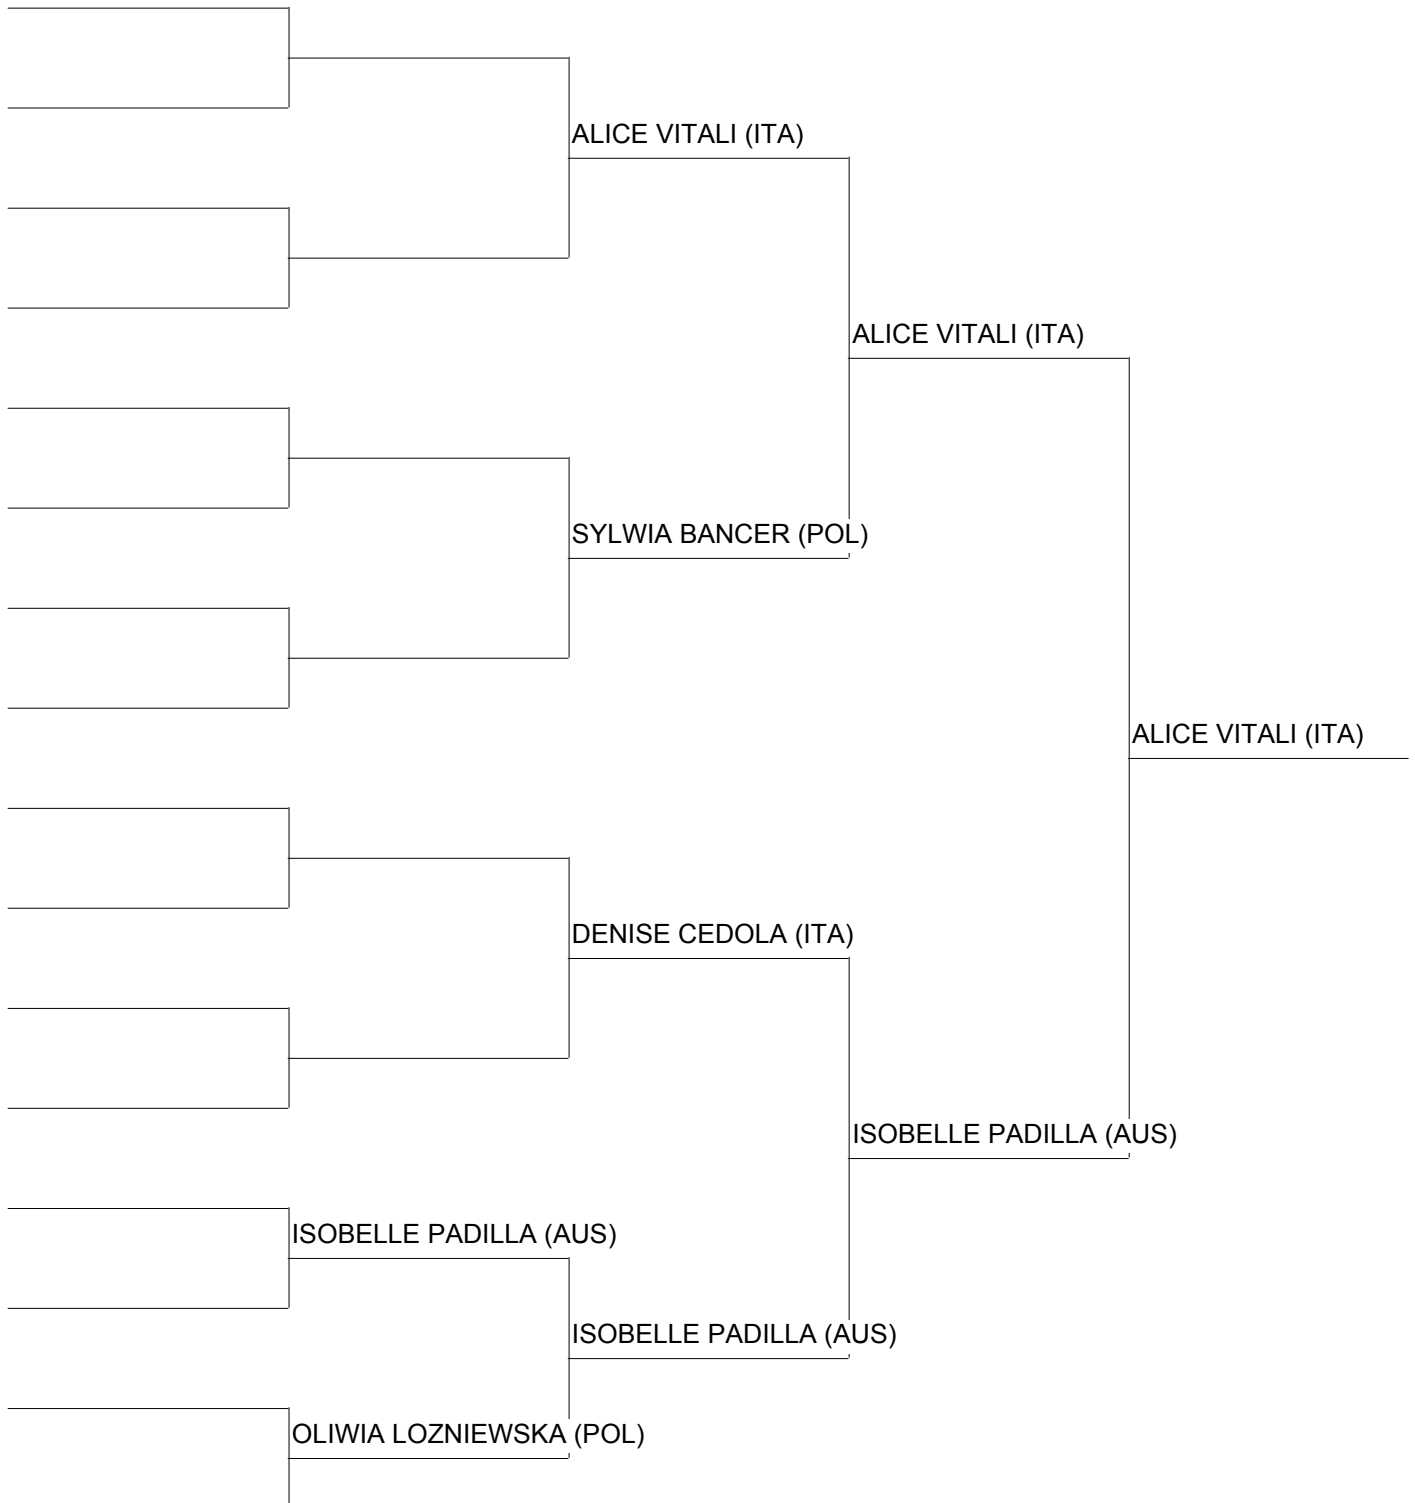 ALICE VITALI (ITA)
ALICE VITALI (ITA)
SYLWIA BANCER (POL)
ALICE VITALI (ITA)
DENISE CEDOLA (ITA)
ISOBELLE PADILLA (AUS)
ISOBELLE PADILLA (AUS)
ISOBELLE PADILLA (AUS)
OLIWIA LOZNIEWSKA (POL)